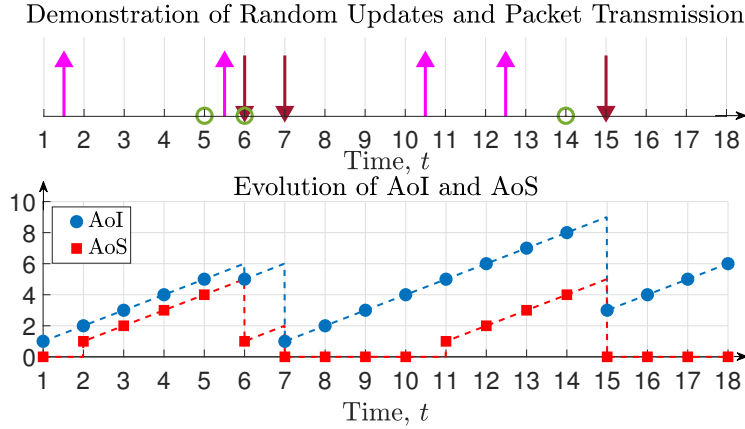 Demonstration of Random Updates and Packet Transmission
1 2 3 4 5 6 7 8 9 10 11 12 13 14 15 16 17 18
Time, t
Evolution of AoI and AoS
10
8
6
4
2
0
AoI
AoS
1 2 3 4 5 6 7 8 9 10 11 12 13 14 15 16 17 18
Time, t